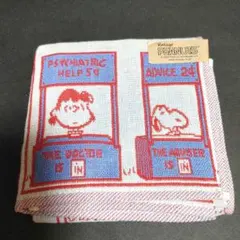 PSYCHIATRIC
HELP 5¢
THE DOCTOR
IS IN
ADVICE 2¢
THE ADVISER
IS IN
PEANUTS